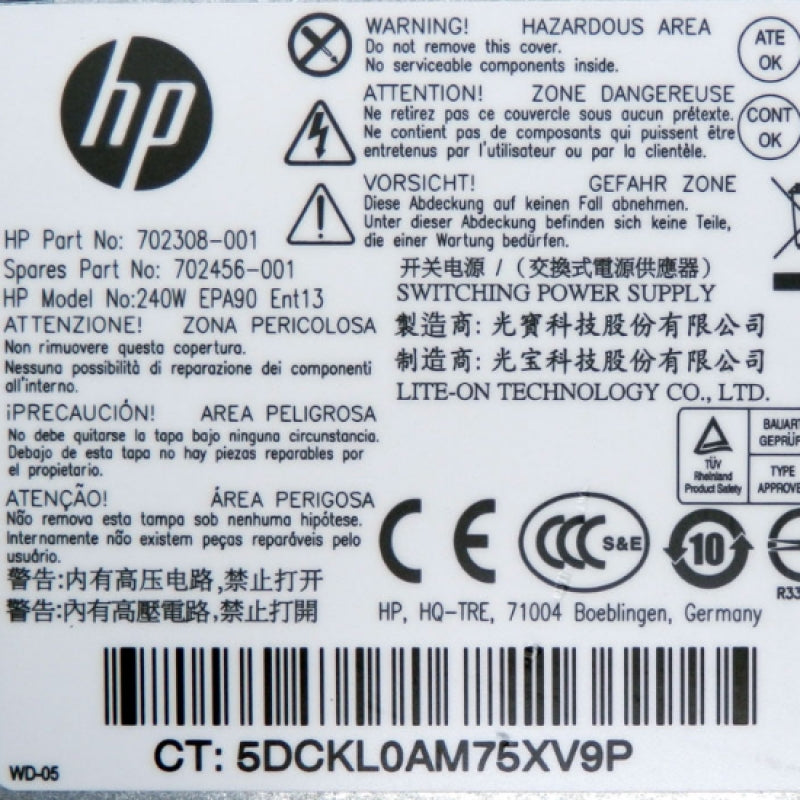 hp
WARNING! HAZARDOUS AREA
Do not remove this cover.
No serviceable components inside.
ATE
OK
ATTENTION! ZONE DANGEREUSE
Ne retirez pas ce couvercle sous aucun prétexte.
Ne contient pas de composants qui puissent être
entretenus par l'utilisateur ou par la clientèle.
CONT
OK
VORSICHT! GEFAHR ZONE
Diese Abdeckung auf keinen Fall abnehmen.
Unter dieser Abdeckung befinden sich keine Teile,
die einer Wartung bedürfen.
HP Part No: 702308-001
Spares Part No: 702456-001
HP Model No:240W EPA90 Ent13
开关电源 / (交換式電源供應器)
SWITCHING POWER SUPPLY
製造商: 光寶科技股份有限公司
制造商: 光宝科技股份有限公司
LITE-ON TECHNOLOGY CO., LTD.
ATTENZIONE! ZONA PERICOLOSA
Non rimuovere questa copertura.
Nessuna possibilità di reparazione dei componenti
all'interno.
¡PRECAUCIÓN! AREA PELIGROSA
No debe quitarse la tapa bajo ninguna circunstancia.
Debajo de esta tapa no hay piezas reparables por
el propietario.
ATENÇÃO! ÁREA PERIGOSA
Não remova esta tampa sob nenhuma hipótese.
Internamente não existem peças reparáveis pelo
usuário.
警告:内有高压电路,禁止打开
警告:內有高壓電路,禁止打開
TÜV
Rheinland
Product Safety
BAUART
GEPRÜF
TYPE
APPROVE
CE
CCC S&E
10
R33
HP, HQ-TRE, 71004 Boeblingen, Germany
CT: 5DCKL0AM75XV9P
WD-05